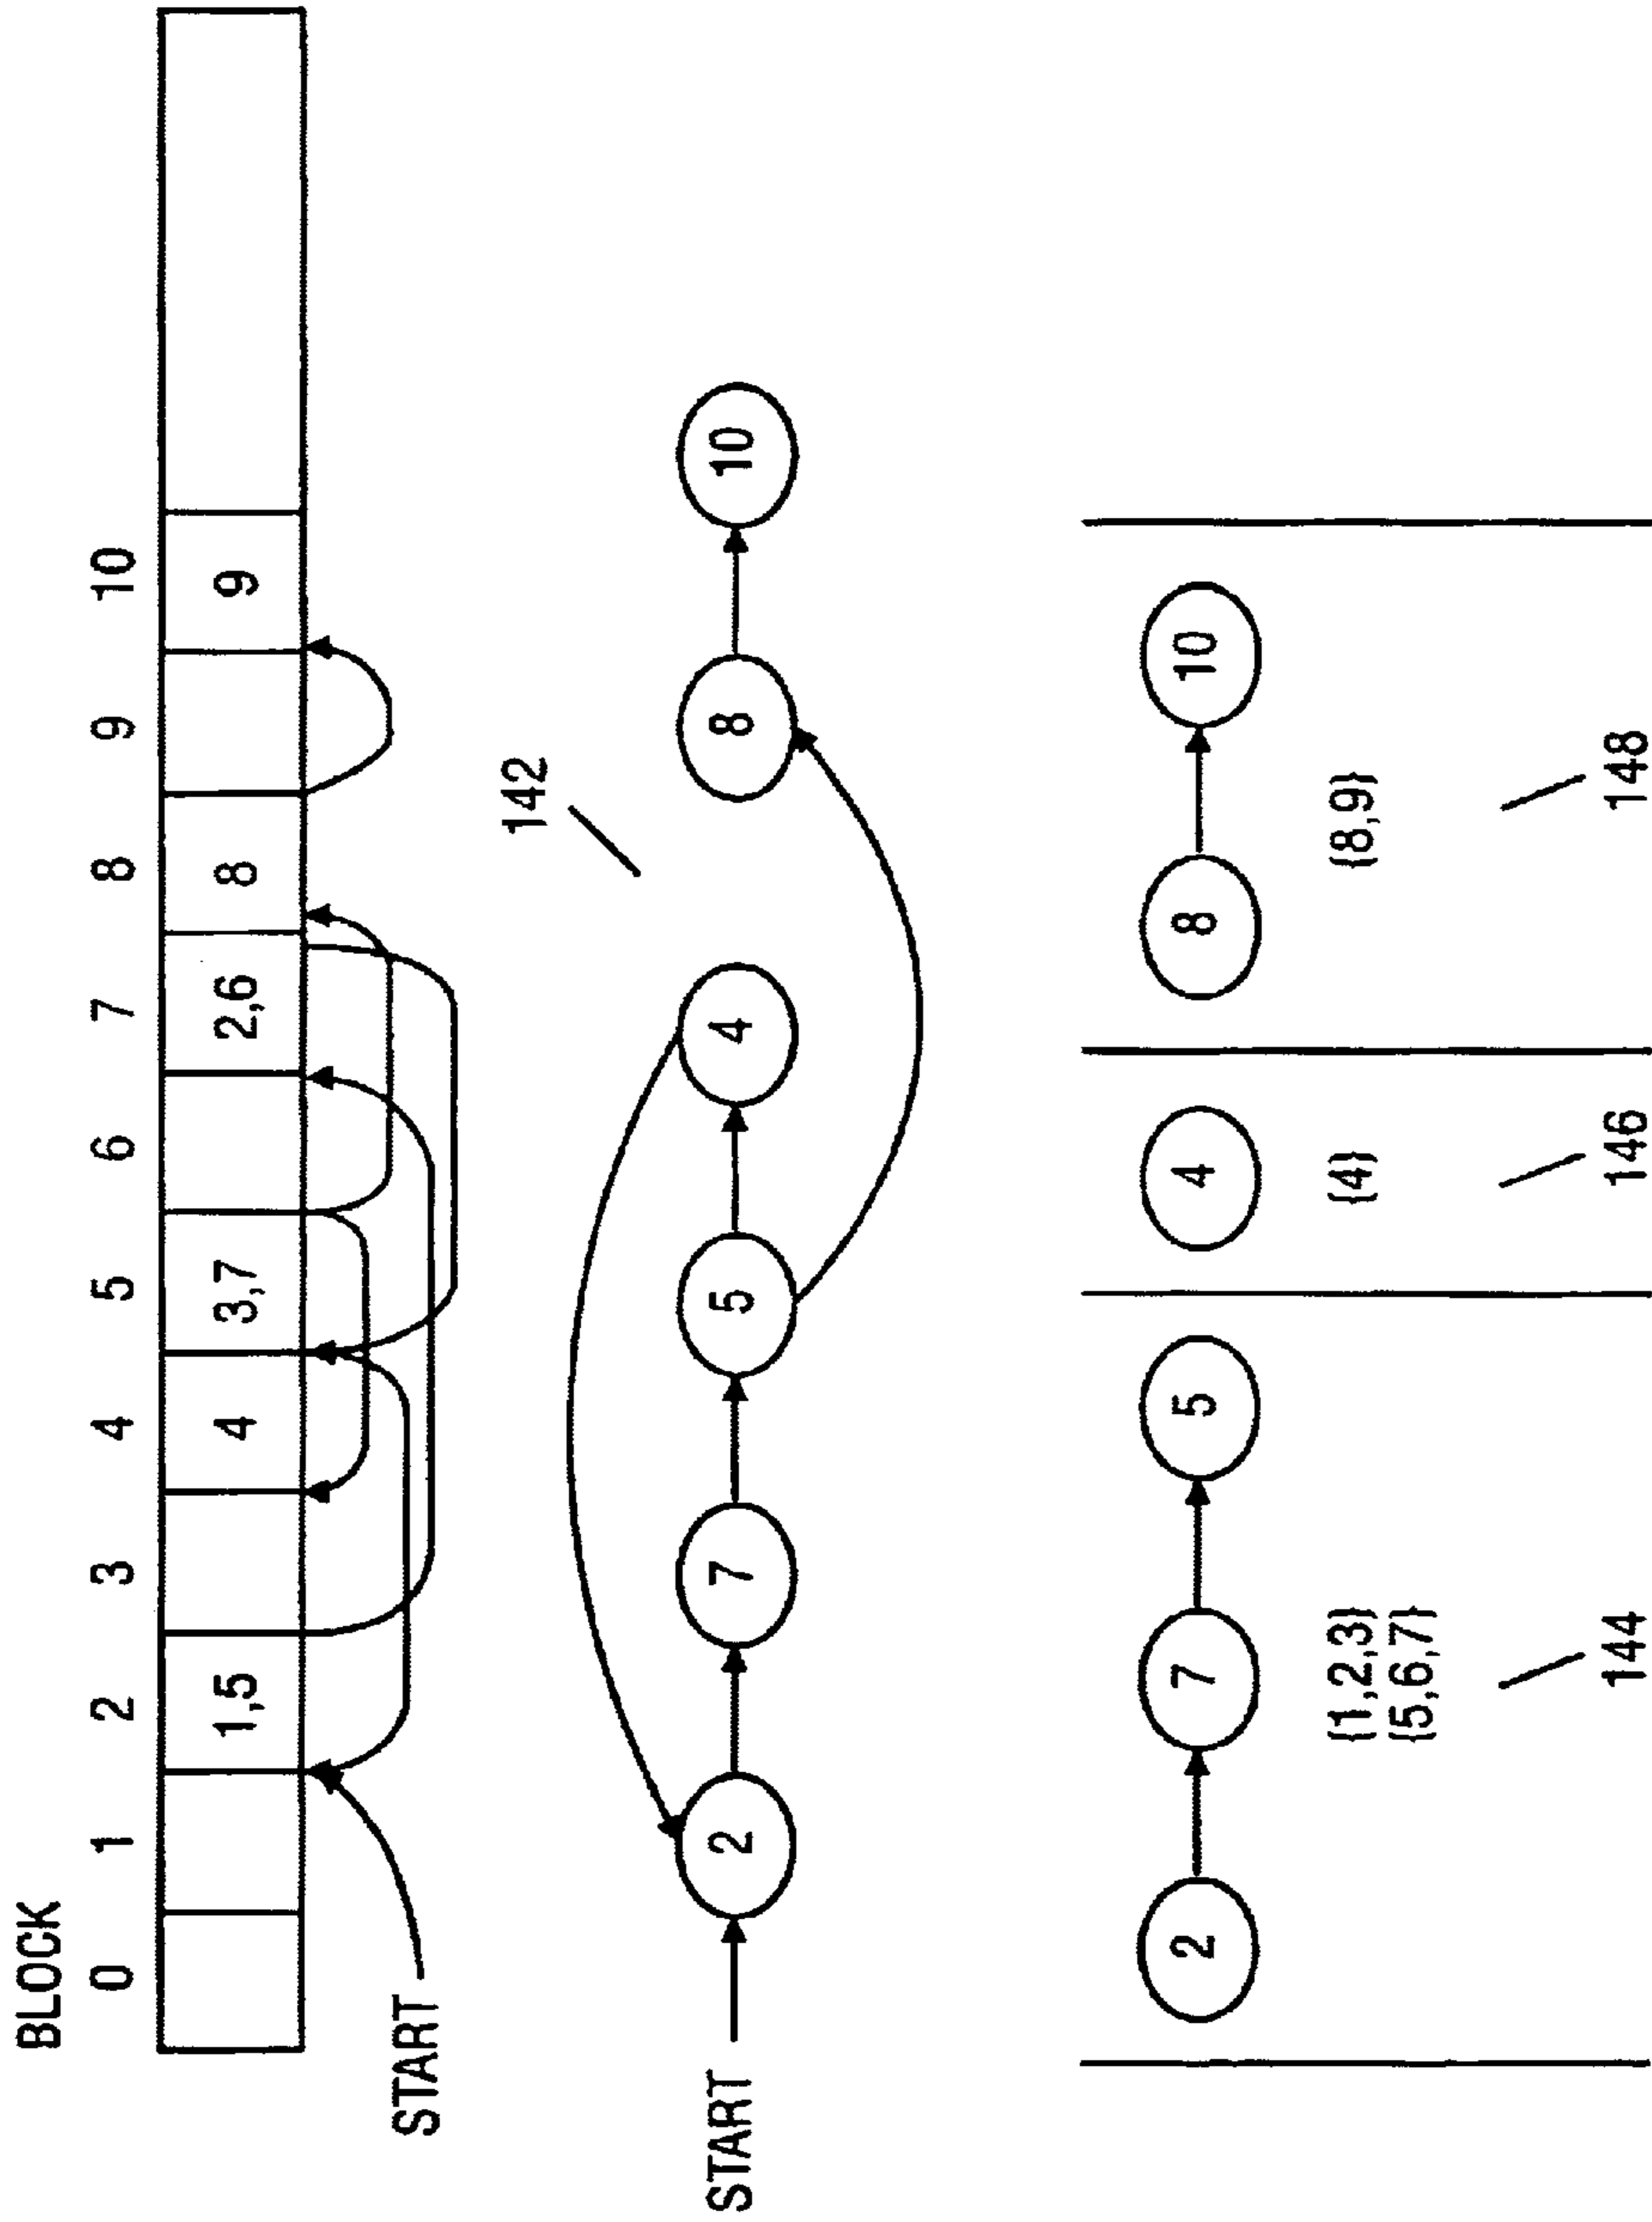 BLOCK
0 1 2 3 4 5 6 7 8 9 10
1,5 4 3,7 2,6 8 9
START
142
START 2 7 5 4 8 10
2 7 5 4 8 10
{1,2,3} {4} {8,9}
{5,6,7}
144 146 148